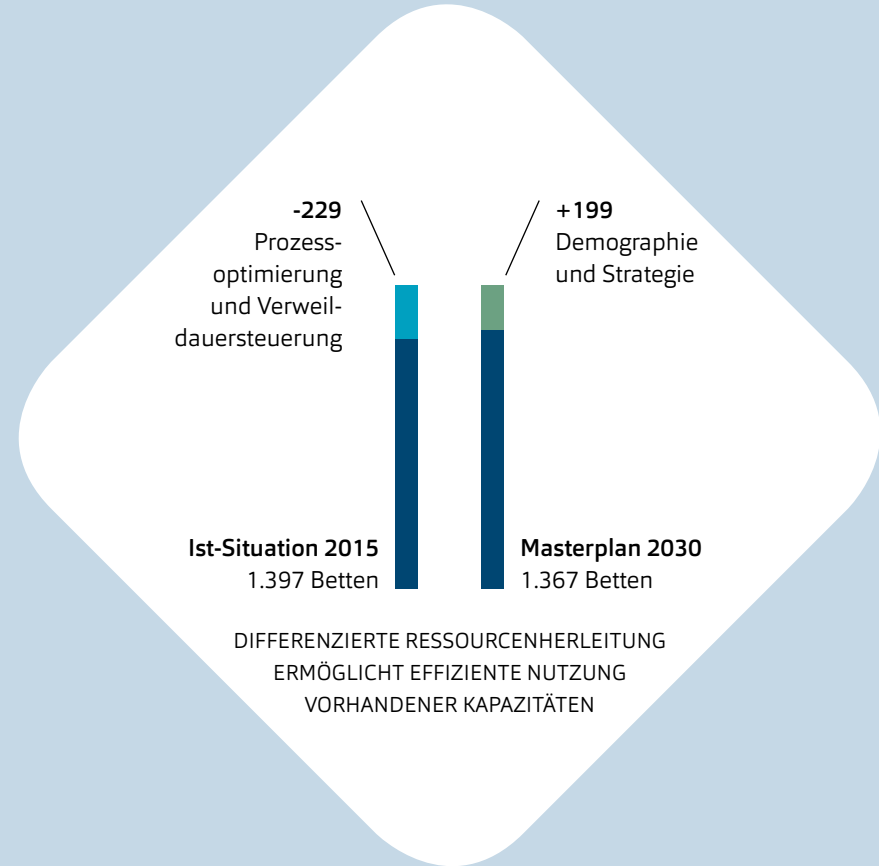 -229
Prozess-
optimierung
und Verweil-
dauersteuerung
+199
Demographie
und Strategie
Ist-Situation 2015
1.397 Betten
Masterplan 2030
1.367 Betten
DIFFERENZIERTE RESSOURCENHERLEITUNG
ERMÖGLICHT EFFIZIENTE NUTZUNG
VORHANDENER KAPAZITÄTEN